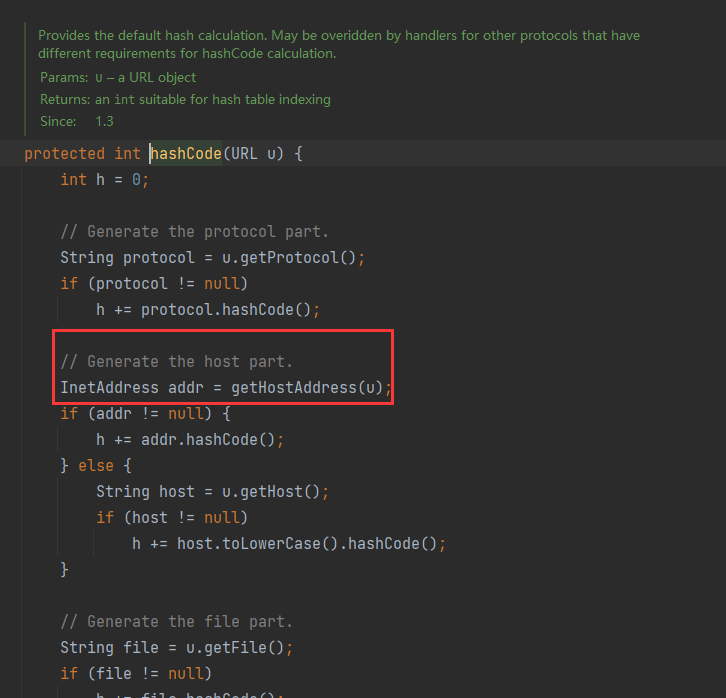 Provides the default hash calculation. May be overidden by handlers for other protocols that have
different requirements for hashCode calculation.
Params: u – a URL object
Returns: an int suitable for hash table indexing
Since: 1.3
protected int hashCode(URL u) {
int h = 0;
// Generate the protocol part.
String protocol = u.getProtocol();
if (protocol != null)
h += protocol.hashCode();
// Generate the host part.
InetAddress addr = getHostAddress(u);
if (addr != null) {
h += addr.hashCode();
} else {
String host = u.getHost();
if (host != null)
h += host.toLowerCase().hashCode();
}
// Generate the file part.
String file = u.getFile();
if (file != null)
h += file.hashCode();